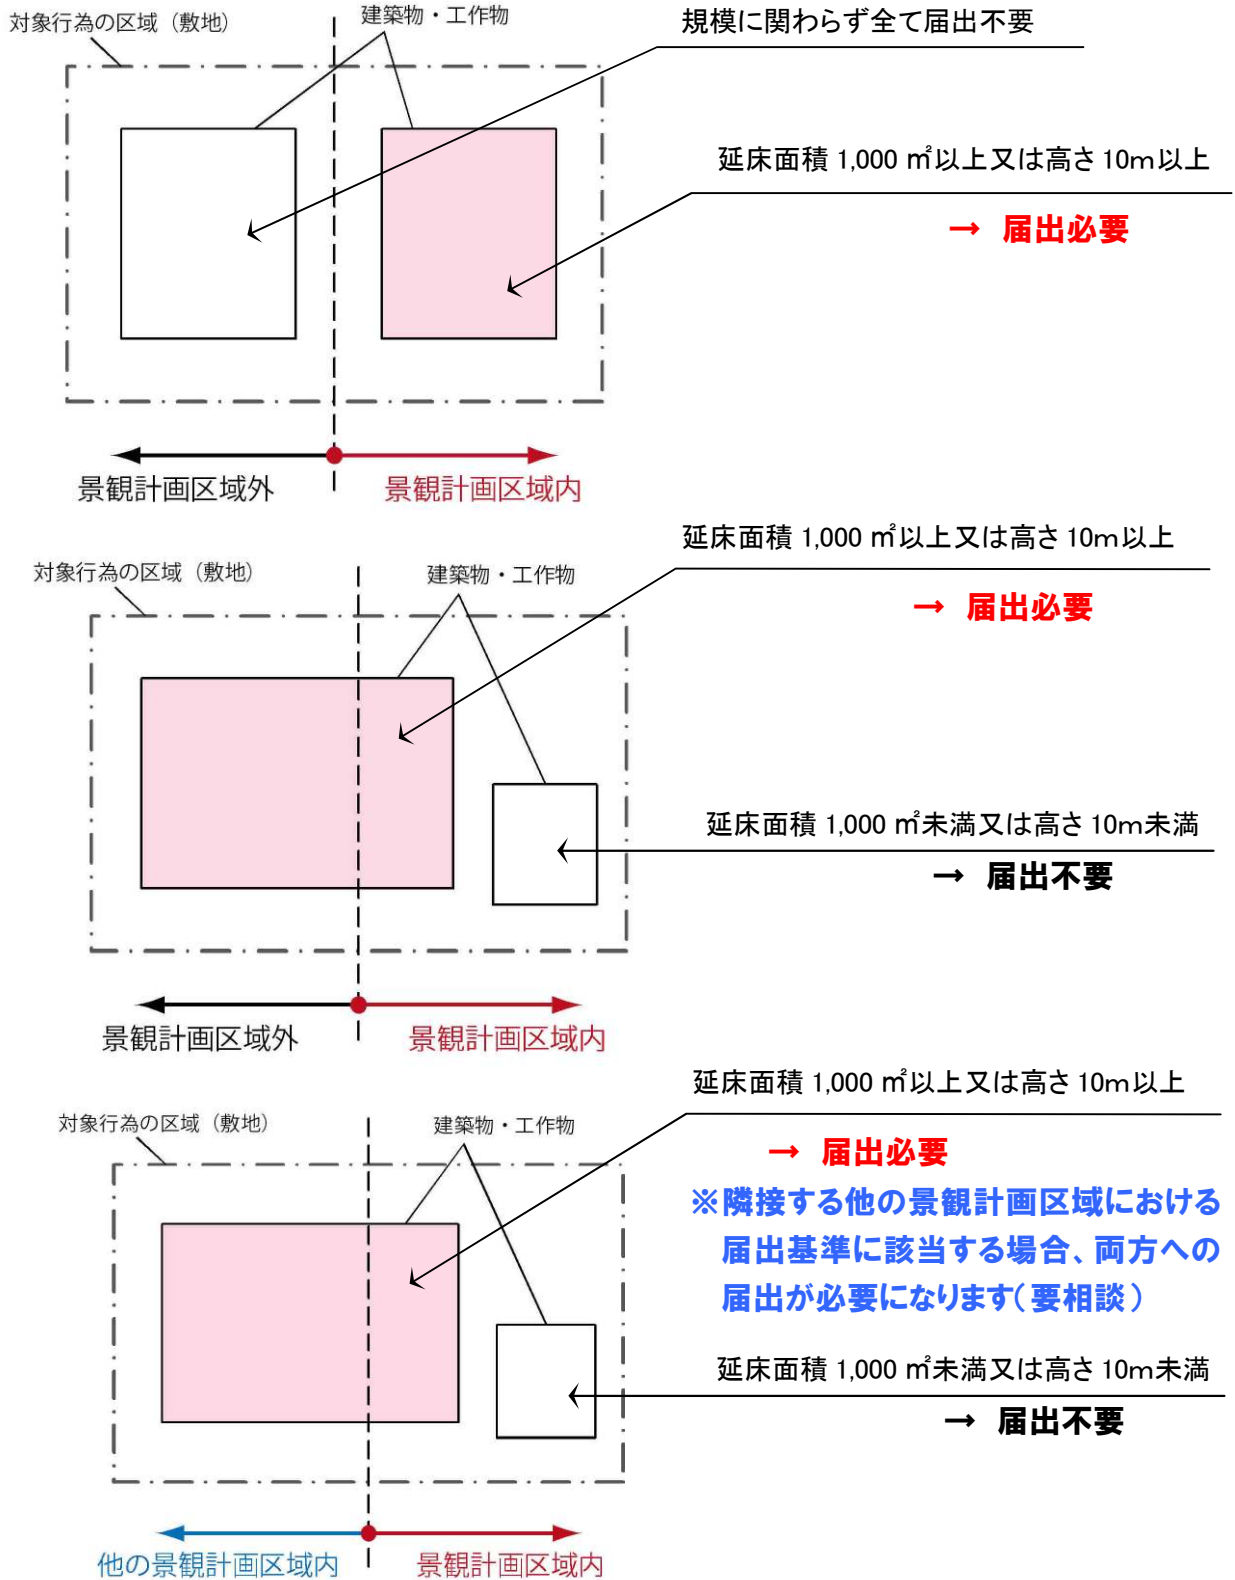 対象行為の区域（敷地）
建築物・工作物
規模に関わらず全て届出不要
延床面積 1,000 ㎡以上又は高さ 10ｍ以上
→ 届出必要
景観計画区域外
景観計画区域内
延床面積 1,000 ㎡以上又は高さ 10ｍ以上
対象行為の区域（敷地）
建築物・工作物
→ 届出必要
延床面積 1,000 ㎡未満又は高さ 10ｍ未満
→ 届出不要
景観計画区域外
景観計画区域内
延床面積 1,000 ㎡以上又は高さ 10ｍ以上
対象行為の区域（敷地）
建築物・工作物
→ 届出必要
※隣接する他の景観計画区域における
届出基準に該当する場合、両方への
届出が必要になります（要相談）
延床面積 1,000 ㎡未満又は高さ 10ｍ未満
→ 届出不要
他の景観計画区域内
景観計画区域内